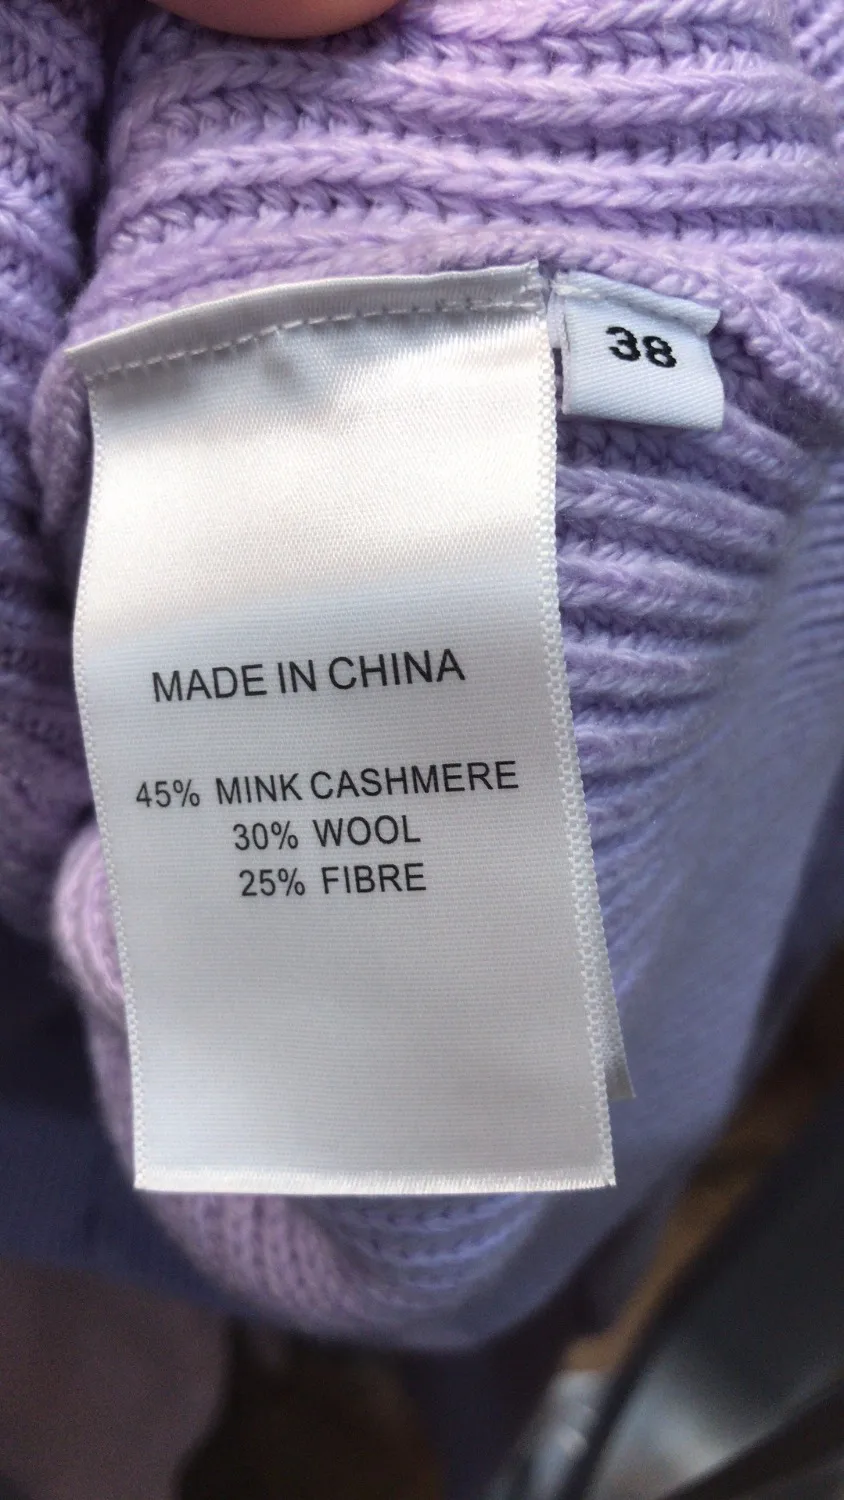 38
MADE IN CHINA
45% MINK CASHMERE
30% WOOL
25% FIBRE